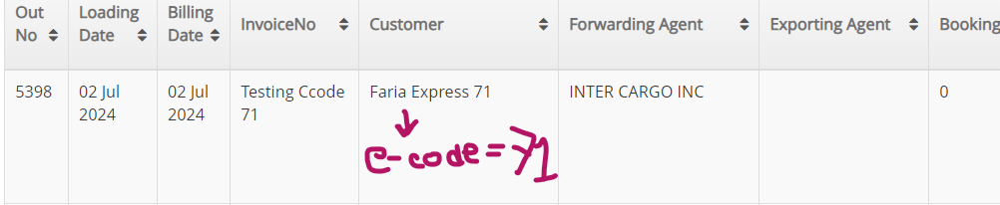 Out No
Loading Date
Billing Date
InvoiceNo
Customer
Forwarding Agent
Exporting Agent
Booking
5398
02 Jul 2024
02 Jul 2024
Testing Ccode 71
Faria Express 71
INTER CARGO INC
0
c-code=71